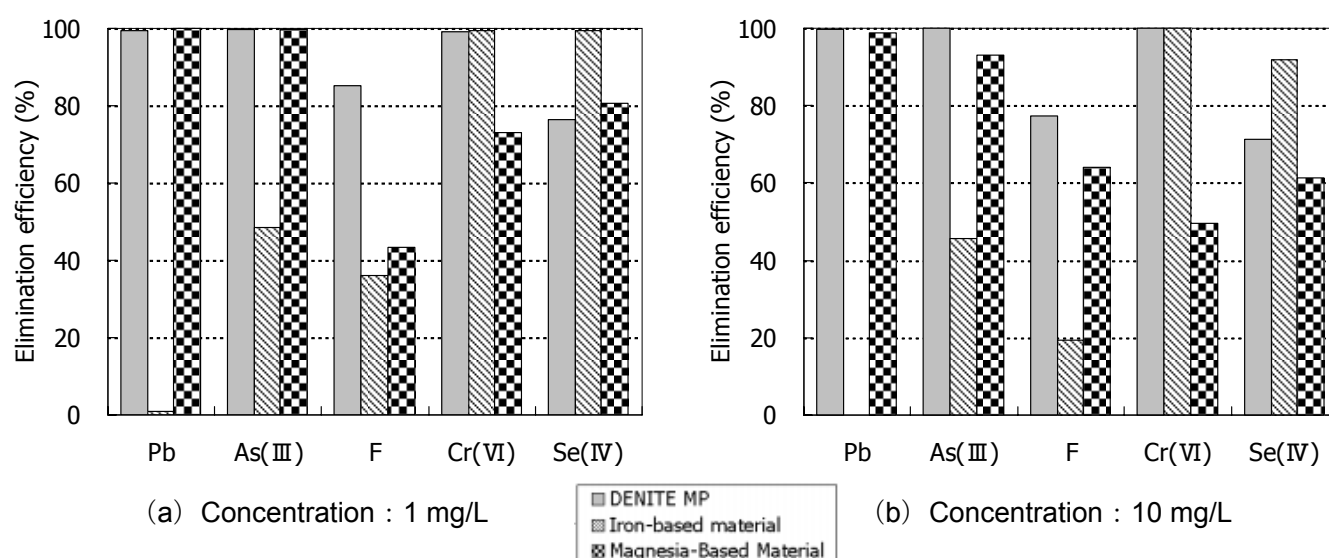 Elimination efficiency (%)
100
80
60
40
20
0
Pb As(Ⅲ) F Cr(Ⅵ) Se(Ⅳ)
(a) Concentration：1 mg/L
Elimination efficiency (%)
100
80
60
40
20
0
Pb As(Ⅲ) F Cr(Ⅵ) Se(Ⅳ)
(b) Concentration：10 mg/L
DENITE MP
Iron-based material
Magnesia-Based Material